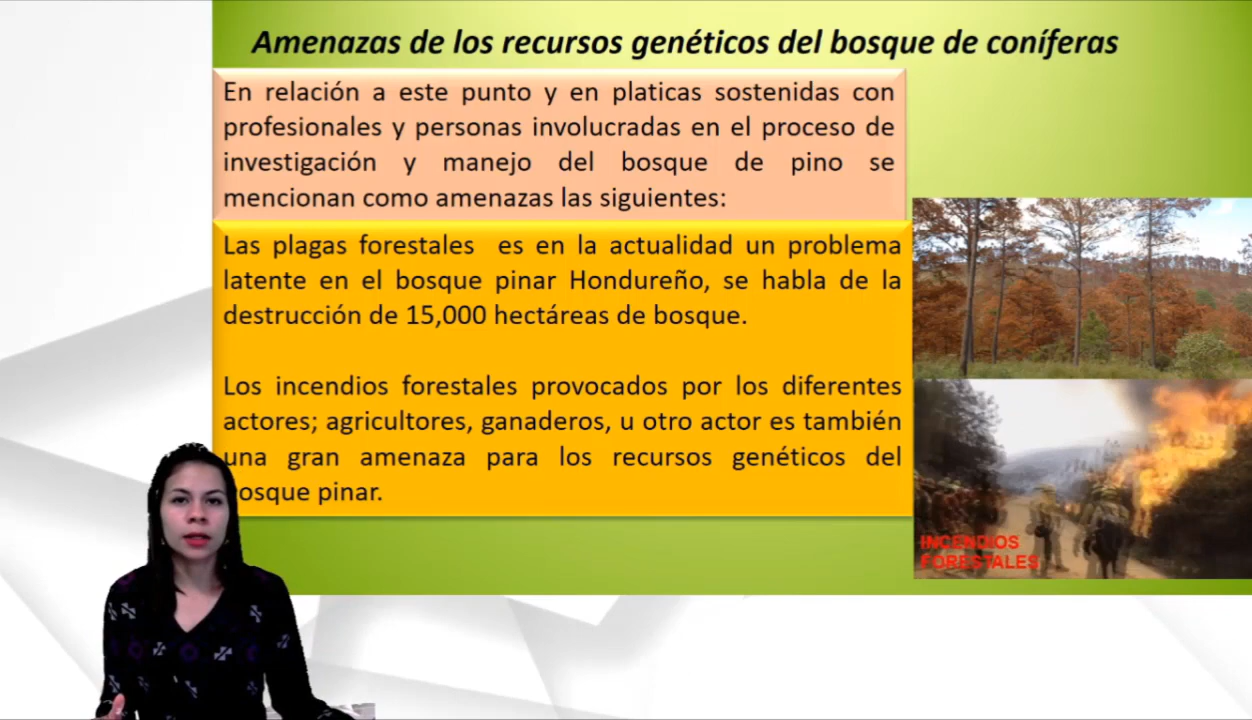 Amenazas de los recursos genéticos del bosque de coníferas
En relación a este punto y en platicas sostenidas con
profesionales y personas involucradas en el proceso de
investigación y manejo del bosque de pino se
mencionan como amenazas las siguientes:
Las plagas forestales es en la actualidad un problema
latente en el bosque pinar Hondureño, se habla de la
destrucción de 15,000 hectáreas de bosque.
Los incendios forestales provocados por los diferentes
actores; agricultores, ganaderos, u otro actor es también
una gran amenaza para los recursos genéticos del
bosque pinar.
INCENDIOS
FORESTALES